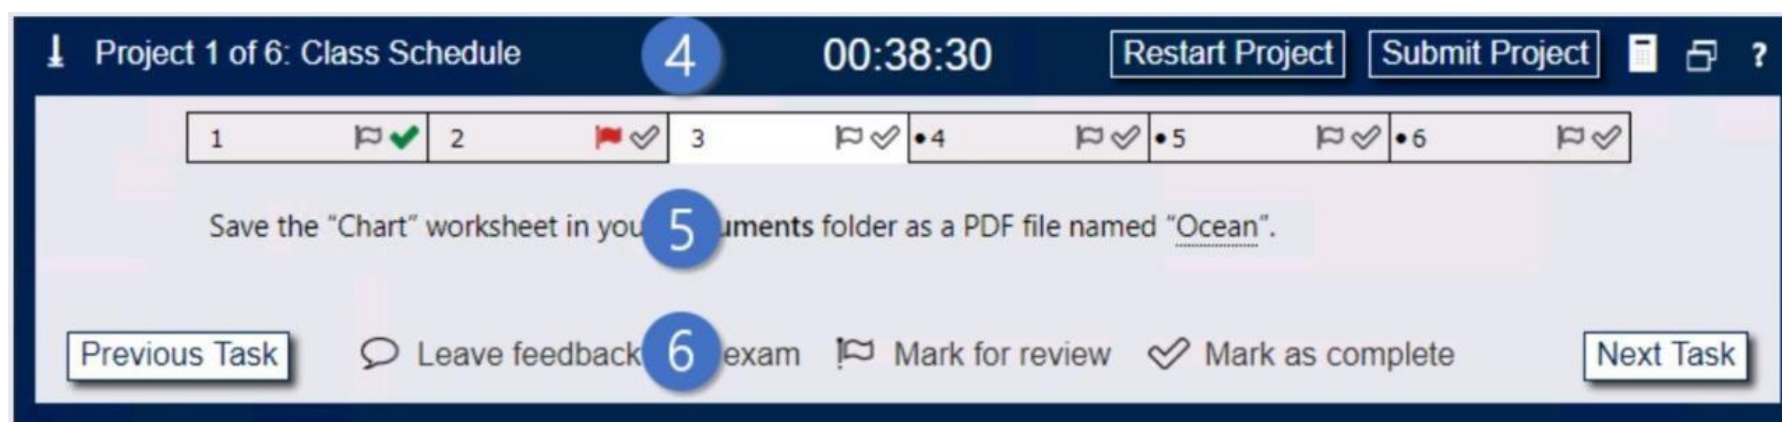 Project 1 of 6: Class Schedule 4 00:38:30 Restart Project Submit Project ?
1 2 3 •4 •5 •6
Save the “Chart” worksheet in you 5 uments folder as a PDF file named “Ocean”.
Previous Task Leave feedback 6 exam Mark for review Mark as complete Next Task